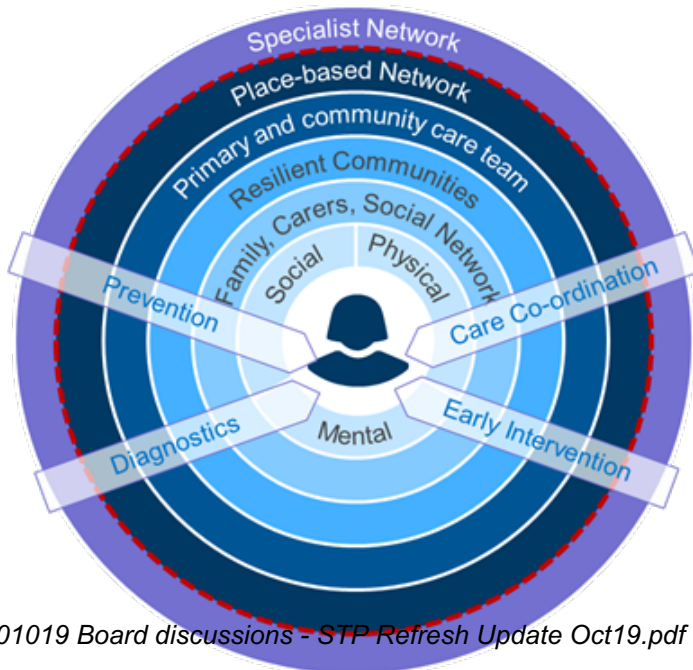 Specialist Network
Place-based Network
Primary and community care team
Resilient Communities
Family, Carers, Social Network
Social
Physical
Prevention
Care Co-ordination
Diagnostics
Mental
Early Intervention
01019 Board discussions - STP Refresh Update Oct19.pdf